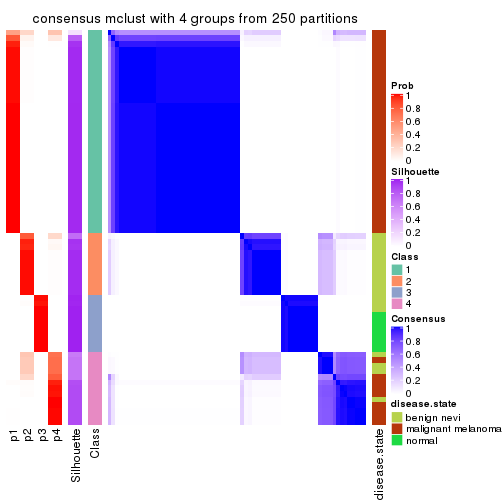 consensus mclust with 4 groups from 250 partitions
Prob
1
0.8
0.6
0.4
0.2
0
Silhouette
1
0.8
0.6
0.4
0.2
0
Class
1
2
3
4
Consensus
1
0.8
0.6
0.4
0.2
0
disease.state
benign nevi
malignant melanoma
normal
p1
p2
p3
p4
Silhouette
Class
disease.state